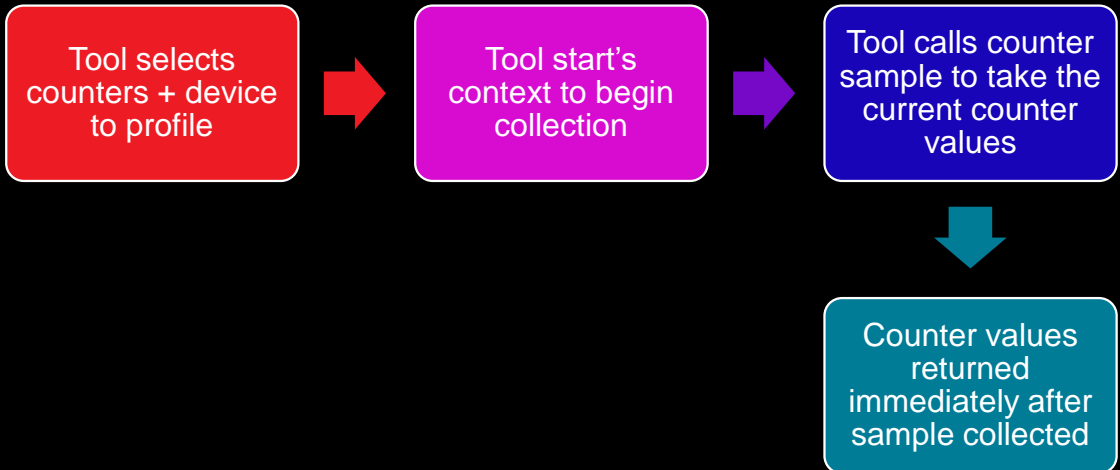 Tool selects
counters + device
to profile
Tool start’s
context to begin
collection
Tool calls counter
sample to take the
current counter
values
Counter values
returned
immediately after
sample collected